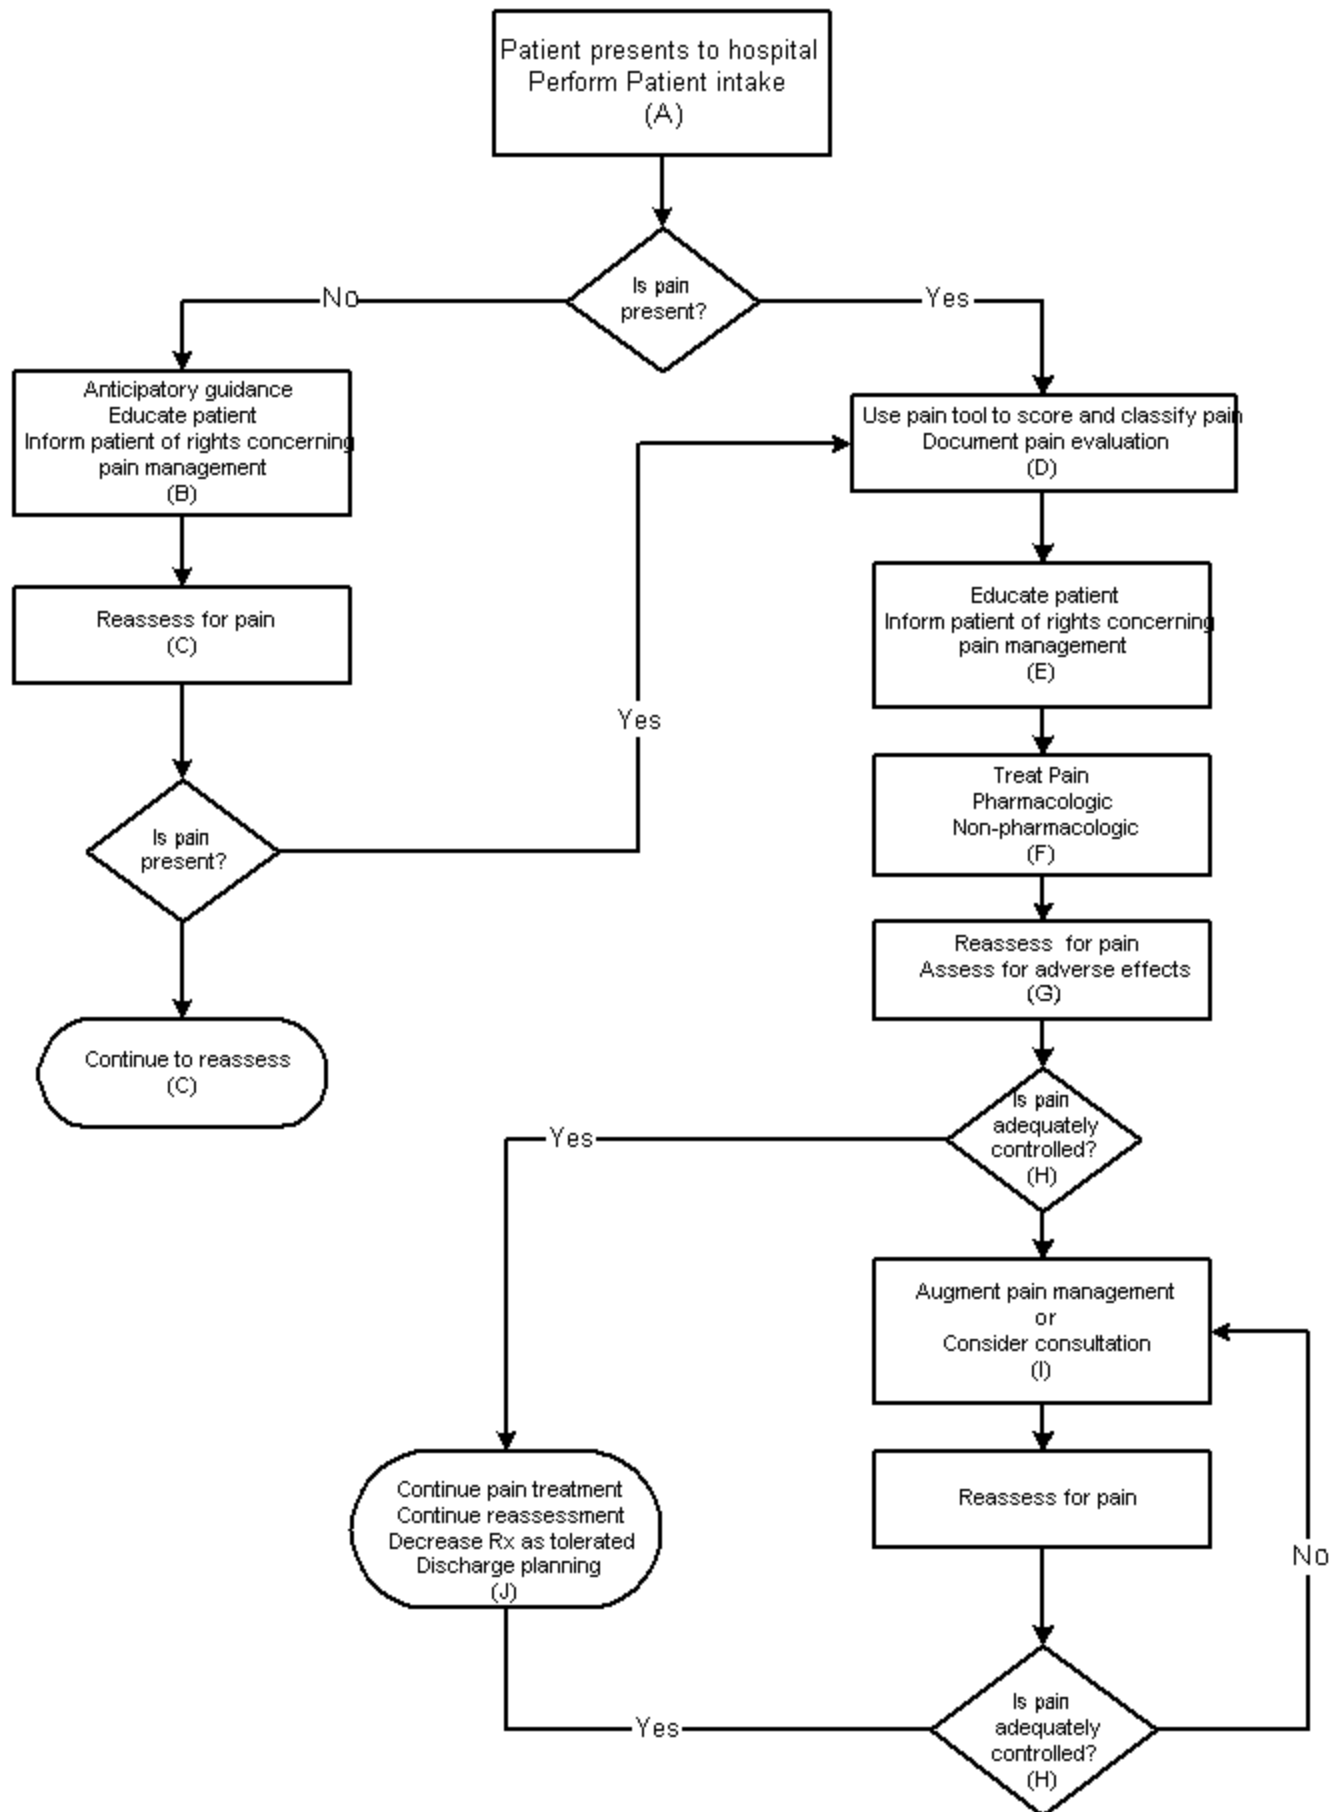 Patient presents to hospital
Perform Patient intake
(A)
Is pain
present?
No
Yes
Anticipatory guidance
Educate patient
Inform patient of rights concerning
pain management
(B)
Use pain tool to score and classify pain
Document pain evaluation
(D)
Reassess for pain
(C)
Educate patient
Inform patient of rights concerning
pain management
(E)
Yes
Is pain
present?
Treat Pain
Pharmacologic
Non-pharmacologic
(F)
Reassess for pain
Assess for adverse effects
(G)
Continue to reassess
(C)
Is pain
adequately
controlled?
(H)
Yes
Augment pain management
or
Consider consultation
(I)
Continue pain treatment
Continue reassessment
Decrease Rx as tolerated
Discharge planning
(J)
Reassess for pain
No
Is pain
adequately
controlled?
(H)
Yes